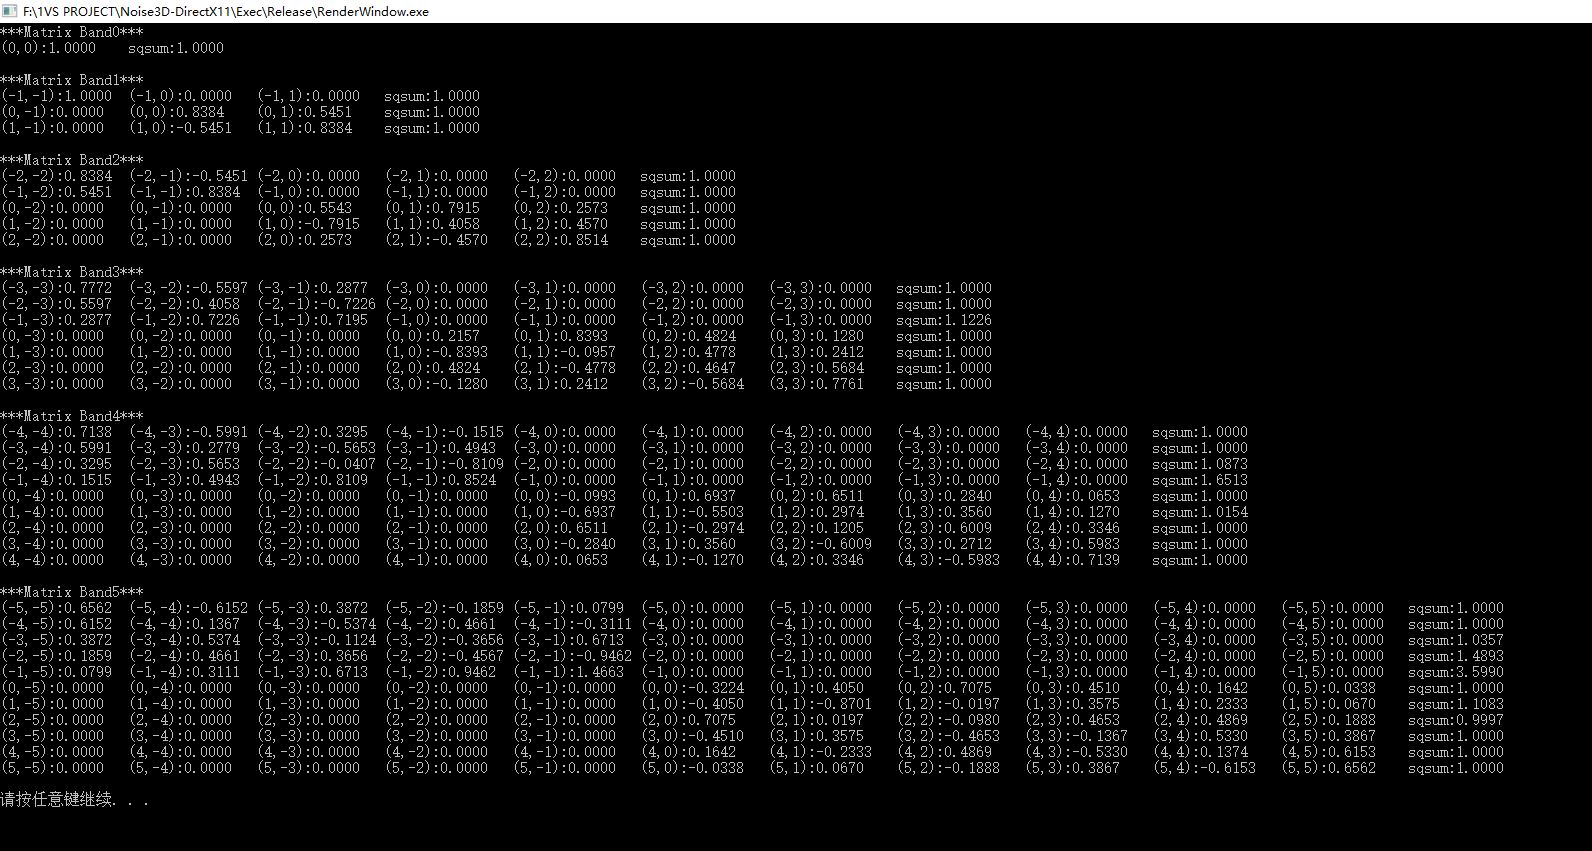 F:\1VS PROJECT\Noise3D-DirectX11\Exec\Release\RenderWindow.exe
***Matrix Band0***
(0,0):1.0000 sqsum:1.0000
***Matrix Band1***
(-1,-1):1.0000 (-1,0):0.0000 (-1,1):0.0000 sqsum:1.0000
(0,-1):0.0000 (0,0):0.8384 (0,1):0.5451 sqsum:1.0000
(1,-1):0.0000 (1,0):-0.5451 (1,1):0.8384 sqsum:1.0000
***Matrix Band2***
(-2,-2):0.8384 (-2,-1):-0.5451 (-2,0):0.0000 (-2,1):0.0000 (-2,2):0.0000 sqsum:1.0000
(-1,-2):0.5451 (-1,-1):0.8384 (-1,0):0.0000 (-1,1):0.0000 (-1,2):0.0000 sqsum:1.0000
(0,-2):0.0000 (0,-1):0.0000 (0,0):0.5543 (0,1):0.7915 (0,2):0.2573 sqsum:1.0000
(1,-2):0.0000 (1,-1):0.0000 (1,0):-0.7915 (1,1):0.4058 (1,2):0.4570 sqsum:1.0000
(2,-2):0.0000 (2,-1):0.0000 (2,0):0.2573 (2,1):-0.4570 (2,2):0.8514 sqsum:1.0000
***Matrix Band3***
(-3,-3):0.7772 (-3,-2):-0.5597 (-3,-1):0.2877 (-3,0):0.0000 (-3,1):0.0000 (-3,2):0.0000 (-3,3):0.0000 sqsum:1.0000
(-2,-3):0.5597 (-2,-2):0.4058 (-2,-1):-0.7226 (-2,0):0.0000 (-2,1):0.0000 (-2,2):0.0000 (-2,3):0.0000 sqsum:1.0000
(-1,-3):0.2877 (-1,-2):0.7226 (-1,-1):0.7195 (-1,0):0.0000 (-1,1):0.0000 (-1,2):0.0000 (-1,3):0.0000 sqsum:1.1226
(0,-3):0.0000 (0,-2):0.0000 (0,-1):0.0000 (0,0):0.2157 (0,1):0.8393 (0,2):0.4824 (0,3):0.1280 sqsum:1.0000
(1,-3):0.0000 (1,-2):0.0000 (1,-1):0.0000 (1,0):-0.8393 (1,1):-0.0957 (1,2):0.4778 (1,3):0.2412 sqsum:1.0000
(2,-3):0.0000 (2,-2):0.0000 (2,-1):0.0000 (2,0):0.4824 (2,1):-0.4778 (2,2):0.4647 (2,3):0.5684 sqsum:1.0000
(3,-3):0.0000 (3,-2):0.0000 (3,-1):0.0000 (3,0):-0.1280 (3,1):0.2412 (3,2):-0.5684 (3,3):0.7761 sqsum:1.0000
***Matrix Band4***
(-4,-4):0.7138 (-4,-3):-0.5991 (-4,-2):0.3295 (-4,-1):-0.1515 (-4,0):0.0000 (-4,1):0.0000 (-4,2):0.0000 (-4,3):0.0000 (-4,4):0.0000 sqsum:1.0000
(-3,-4):0.5991 (-3,-3):0.2779 (-3,-2):-0.5653 (-3,-1):0.4943 (-3,0):0.0000 (-3,1):0.0000 (-3,2):0.0000 (-3,3):0.0000 (-3,4):0.0000 sqsum:1.0000
(-2,-4):0.3295 (-2,-3):0.5653 (-2,-2):-0.0407 (-2,-1):-0.8109 (-2,0):0.0000 (-2,1):0.0000 (-2,2):0.0000 (-2,3):0.0000 (-2,4):0.0000 sqsum:1.0873
(-1,-4):0.1515 (-1,-3):0.4943 (-1,-2):0.8109 (-1,-1):0.8524 (-1,0):0.0000 (-1,1):0.0000 (-1,2):0.0000 (-1,3):0.0000 (-1,4):0.0000 sqsum:1.6513
(0,-4):0.0000 (0,-3):0.0000 (0,-2):0.0000 (0,-1):0.0000 (0,0):-0.0993 (0,1):0.6937 (0,2):0.6511 (0,3):0.2840 (0,4):0.0653 sqsum:1.0000
(1,-4):0.0000 (1,-3):0.0000 (1,-2):0.0000 (1,-1):0.0000 (1,0):-0.6937 (1,1):-0.5503 (1,2):0.2974 (1,3):0.3560 (1,4):0.1270 sqsum:1.0154
(2,-4):0.0000 (2,-3):0.0000 (2,-2):0.0000 (2,-1):0.0000 (2,0):0.6511 (2,1):-0.2974 (2,2):0.1205 (2,3):0.6009 (2,4):0.3346 sqsum:1.0000
(3,-4):0.0000 (3,-3):0.0000 (3,-2):0.0000 (3,-1):0.0000 (3,0):-0.2840 (3,1):0.3560 (3,2):-0.6009 (3,3):0.2712 (3,4):0.5983 sqsum:1.0000
(4,-4):0.0000 (4,-3):0.0000 (4,-2):0.0000 (4,-1):0.0000 (4,0):0.0653 (4,1):-0.1270 (4,2):0.3346 (4,3):-0.5983 (4,4):0.7139 sqsum:1.0000
***Matrix Band5***
(-5,-5):0.6562 (-5,-4):-0.6152 (-5,-3):0.3872 (-5,-2):-0.1859 (-5,-1):0.0799 (-5,0):0.0000 (-5,1):0.0000 (-5,2):0.0000 (-5,3):0.0000 (-5,4):0.0000 (-5,5):0.0000 sqsum:1.0000
(-4,-5):0.6152 (-4,-4):0.1367 (-4,-3):-0.5374 (-4,-2):0.4661 (-4,-1):-0.3111 (-4,0):0.0000 (-4,1):0.0000 (-4,2):0.0000 (-4,3):0.0000 (-4,4):0.0000 (-4,5):0.0000 sqsum:1.0000
(-3,-5):0.3872 (-3,-4):0.5374 (-3,-3):-0.1124 (-3,-2):-0.3656 (-3,-1):0.6713 (-3,0):0.0000 (-3,1):0.0000 (-3,2):0.0000 (-3,3):0.0000 (-3,4):0.0000 (-3,5):0.0000 sqsum:1.0357
(-2,-5):0.1859 (-2,-4):0.4661 (-2,-3):0.3656 (-2,-2):-0.4567 (-2,-1):-0.9462 (-2,0):0.0000 (-2,1):0.0000 (-2,2):0.0000 (-2,3):0.0000 (-2,4):0.0000 (-2,5):0.0000 sqsum:1.4893
(-1,-5):0.0799 (-1,-4):0.3111 (-1,-3):0.6713 (-1,-2):0.9462 (-1,-1):1.4663 (-1,0):0.0000 (-1,1):0.0000 (-1,2):0.0000 (-1,3):0.0000 (-1,4):0.0000 (-1,5):0.0000 sqsum:3.5990
(0,-5):0.0000 (0,-4):0.0000 (0,-3):0.0000 (0,-2):0.0000 (0,-1):0.0000 (0,0):-0.3224 (0,1):0.4050 (0,2):0.7075 (0,3):0.4510 (0,4):0.1642 (0,5):0.0338 sqsum:1.0000
(1,-5):0.0000 (1,-4):0.0000 (1,-3):0.0000 (1,-2):0.0000 (1,-1):0.0000 (1,0):-0.4050 (1,1):-0.8701 (1,2):-0.0197 (1,3):0.3575 (1,4):0.2333 (1,5):0.0670 sqsum:1.1083
(2,-5):0.0000 (2,-4):0.0000 (2,-3):0.0000 (2,-2):0.0000 (2,-1):0.0000 (2,0):0.7075 (2,1):0.0197 (2,2):-0.0980 (2,3):0.4653 (2,4):0.4869 (2,5):0.1888 sqsum:0.9997
(3,-5):0.0000 (3,-4):0.0000 (3,-3):0.0000 (3,-2):0.0000 (3,-1):0.0000 (3,0):-0.4510 (3,1):0.3575 (3,2):-0.4653 (3,3):-0.1367 (3,4):0.5330 (3,5):0.3867 sqsum:1.0000
(4,-5):0.0000 (4,-4):0.0000 (4,-3):0.0000 (4,-2):0.0000 (4,-1):0.0000 (4,0):0.1642 (4,1):-0.2333 (4,2):0.4869 (4,3):-0.5330 (4,4):0.1374 (4,5):0.6153 sqsum:1.0000
(5,-5):0.0000 (5,-4):0.0000 (5,-3):0.0000 (5,-2):0.0000 (5,-1):0.0000 (5,0):-0.0338 (5,1):0.0670 (5,2):-0.1888 (5,3):0.3867 (5,4):-0.6153 (5,5):0.6562 sqsum:1.0000
请按任意键继续. . .